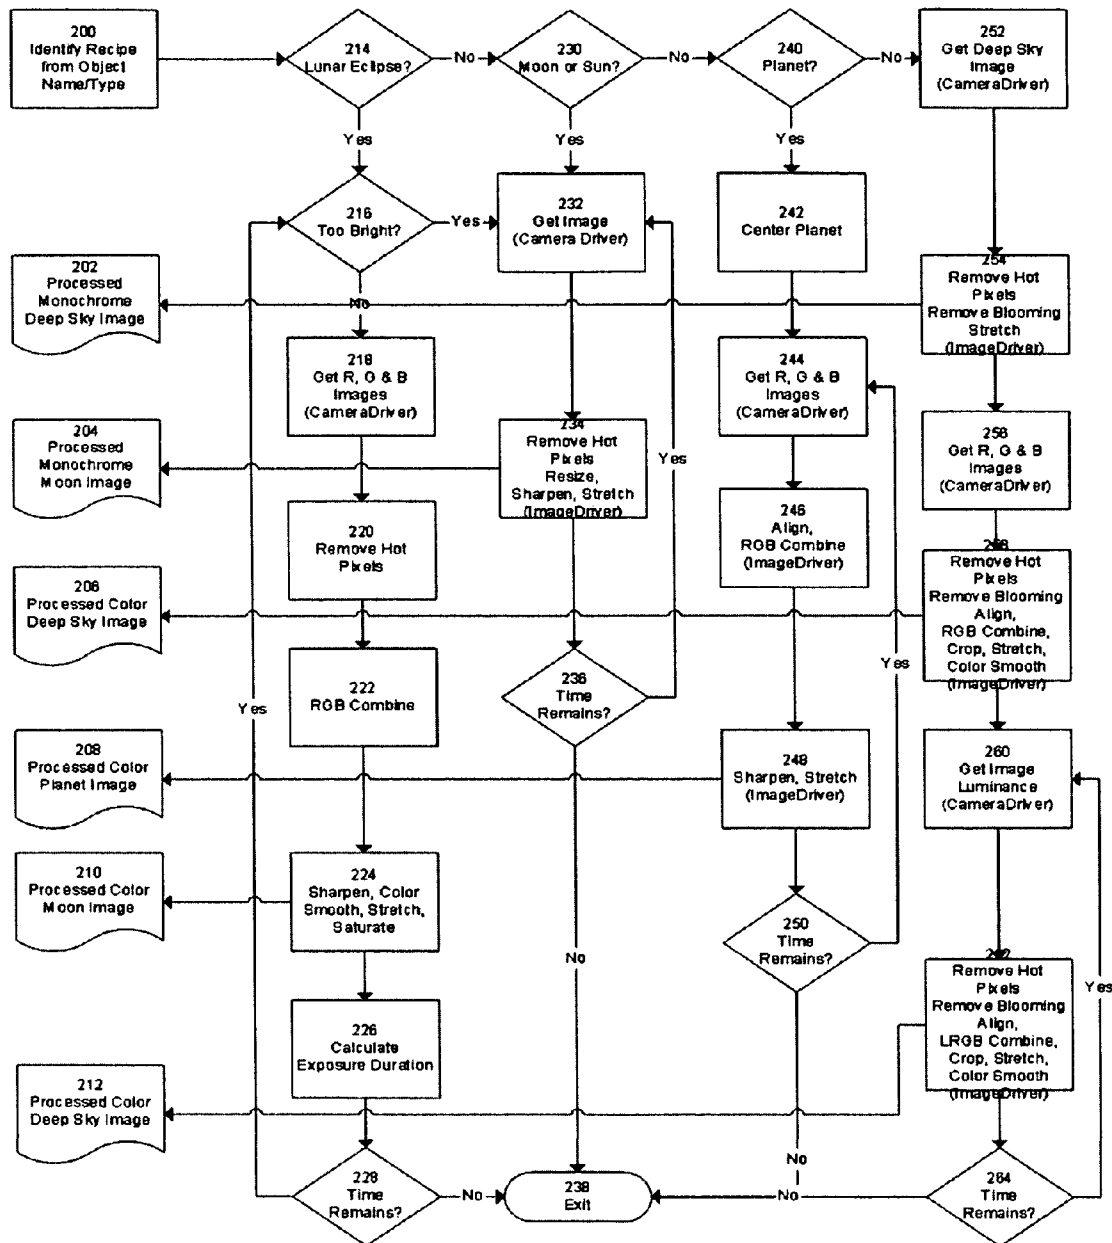 200
Identify Recipe
from Object
Name/Type
214
Lunar Eclipse?
No
230
Moon or Sun?
No
240
Planet?
No
252
Get Deep Sky
Image
(CameraDriver)
Yes
Yes
Yes
216
Too Bright?
Yes
232
Get Image
(Camera Driver)
242
Center Planet
202
Processed
Monochrome
Deep Sky Image
No
254
Remove Hot
Pixels
Remove Blooming
Stretch
(ImageDriver)
218
Get R, G & B
Images
(CameraDriver)
244
Get R, G & B
Images
(CameraDriver)
204
Processed
Monochrome
Moon Image
234
Remove Hot
Pixels
Resize,
Sharpen, Stretch
(ImageDriver)
Yes
256
Get R, G & B
Images
(CameraDriver)
220
Remove Hot
Pixels
246
Align,
RGB Combine
(ImageDriver)
206
Processed Color
Deep Sky Image
258
Remove Hot
Pixels
Remove Blooming
Align,
RGB Combine,
Crop, Stretch,
Color Smooth
(ImageDriver)
Yes
222
RGB Combine
236
Time
Remains?
Yes
208
Processed Color
Planet Image
248
Sharpen, Stretch
(ImageDriver)
260
Get Image
Luminance
(CameraDriver)
210
Processed Color
Moon Image
224
Sharpen, Color
Smooth, Stretch,
Saturate
250
Time
Remains?
No
262
Remove Hot
Pixels
Remove Blooming
Align,
LRGB Combine,
Crop, Stretch,
Color Smooth
(ImageDriver)
Yes
226
Calculate
Exposure Duration
212
Processed Color
Deep Sky Image
No
228
Time
Remains?
No
238
Exit
No
264
Time
Remains?